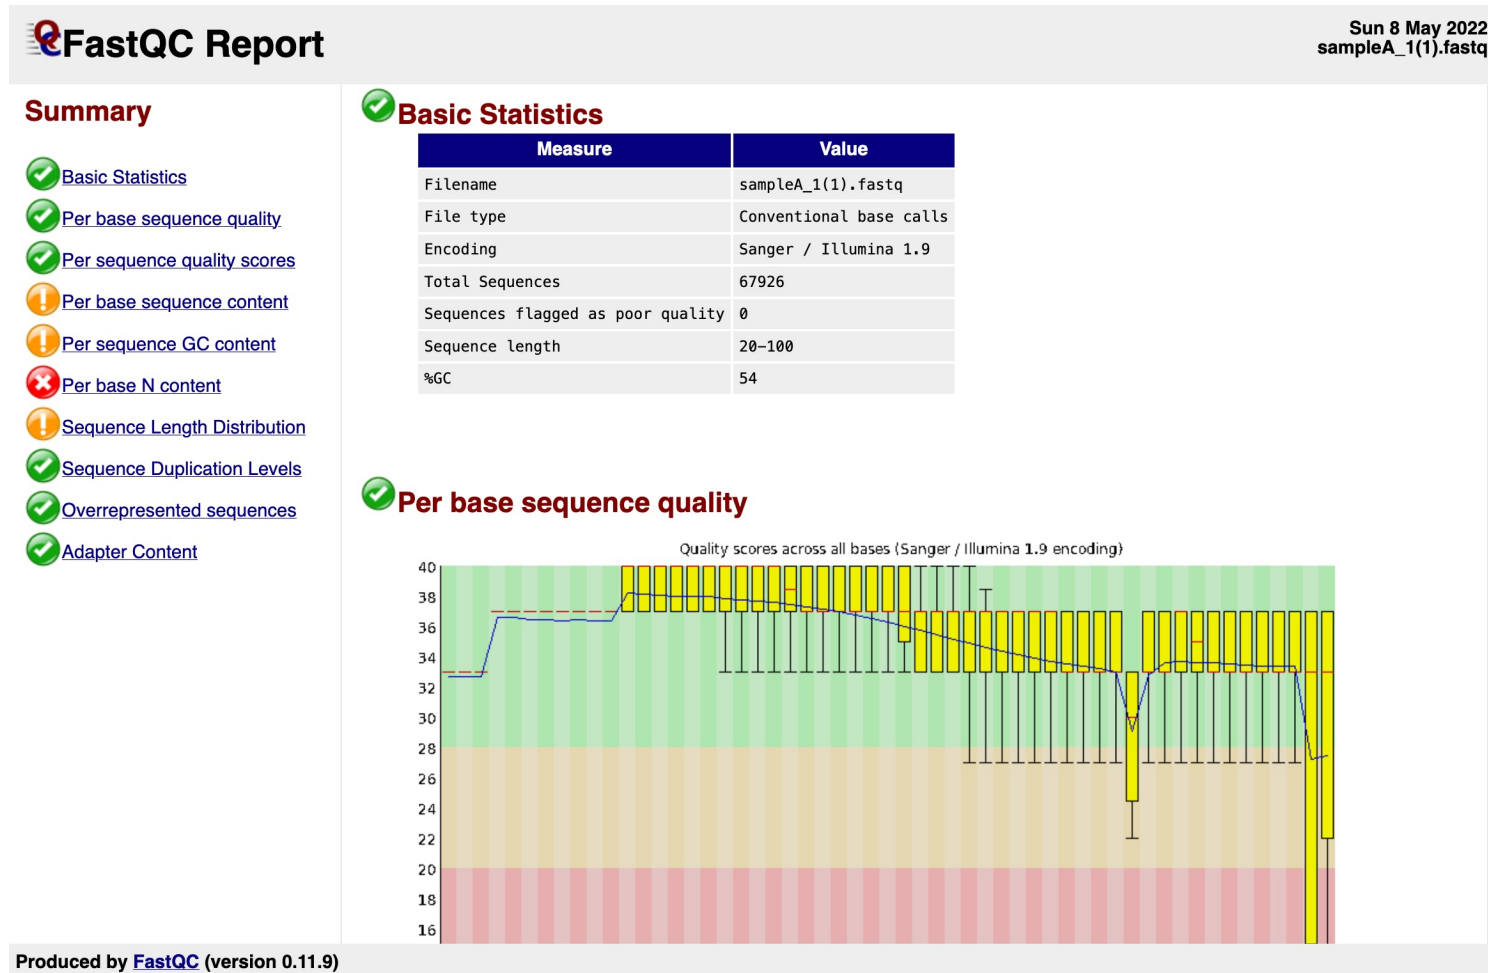 FastQC Report
Sun 8 May 2022
sampleA_1(1).fastq
Summary
Basic Statistics
Per base sequence quality
Per sequence quality scores
Per base sequence content
Per sequence GC content
Per base N content
Sequence Length Distribution
Sequence Duplication Levels
Overrepresented sequences
Adapter Content
Basic Statistics
Measure Value
Filename sampleA_1(1).fastq
File type Conventional base calls
Encoding Sanger / Illumina 1.9
Total Sequences 67926
Sequences flagged as poor quality 0
Sequence length 20-100
%GC 54
Per base sequence quality
Quality scores across all bases (Sanger / Illumina 1.9 encoding)
40
38
36
34
32
30
28
26
24
22
20
18
16
Produced by FastQC (version 0.11.9)